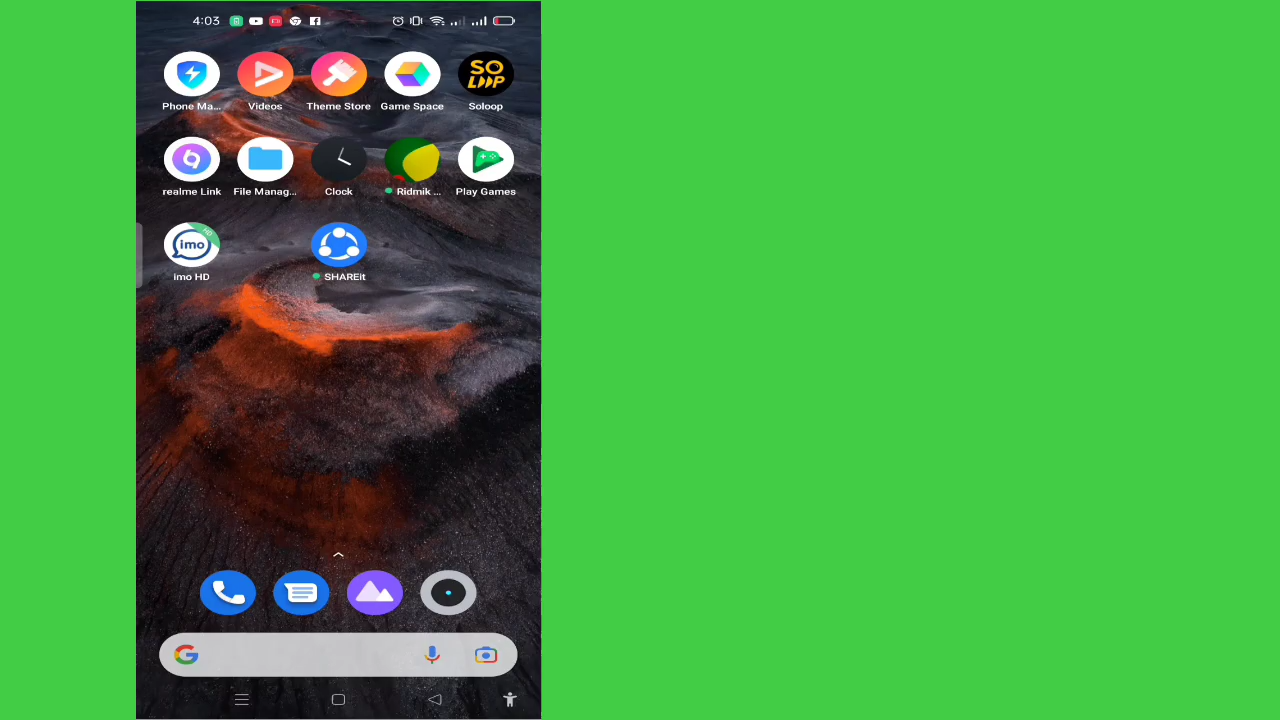 4:03
SO
LOOP
Phone Ma...
Videos
Theme Store
Game Space
Soloop
realme Link
File Manag...
Clock
Ridmik ...
Play Games
imo
HD
imo HD
SHAREit